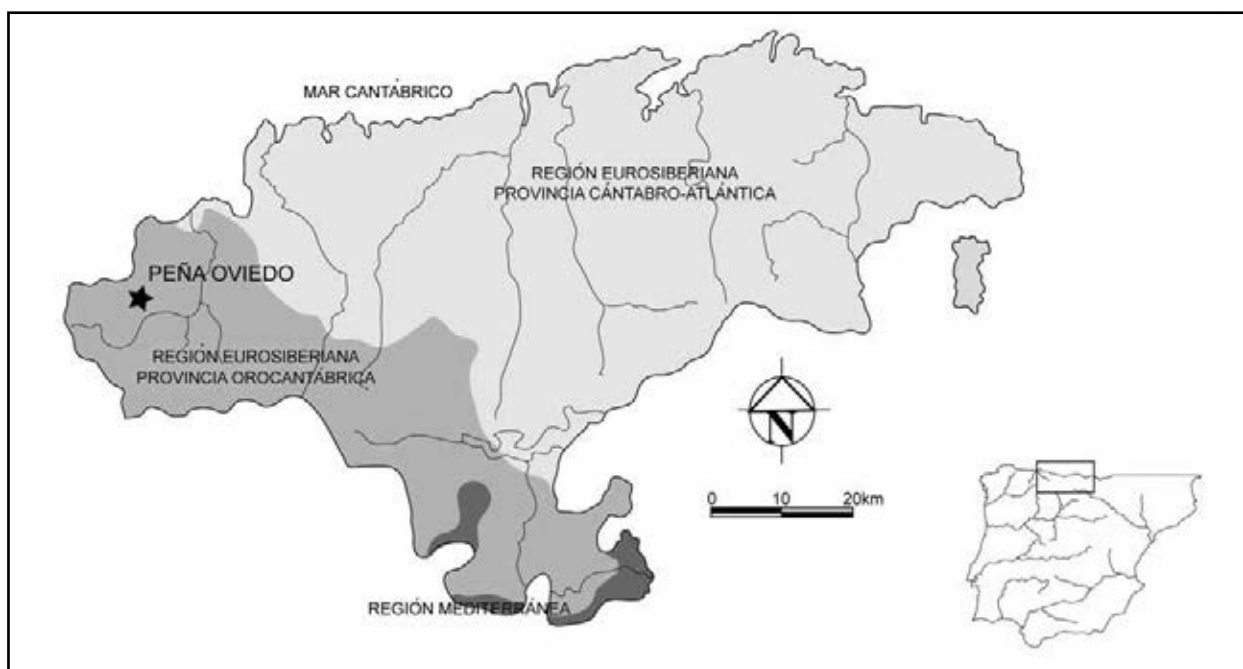 MAR CANTÁBRICO
REGIÓN EUROSIBERIANA
PROVINCIA CÁNTABRO-ATLÁNTICA
PEÑA OVIEDO
REGIÓN EUROSIBERIANA
PROVINCIA OROCANTÁBRICA
N
0 10 20km
REGIÓN MEDITERRÁNEA